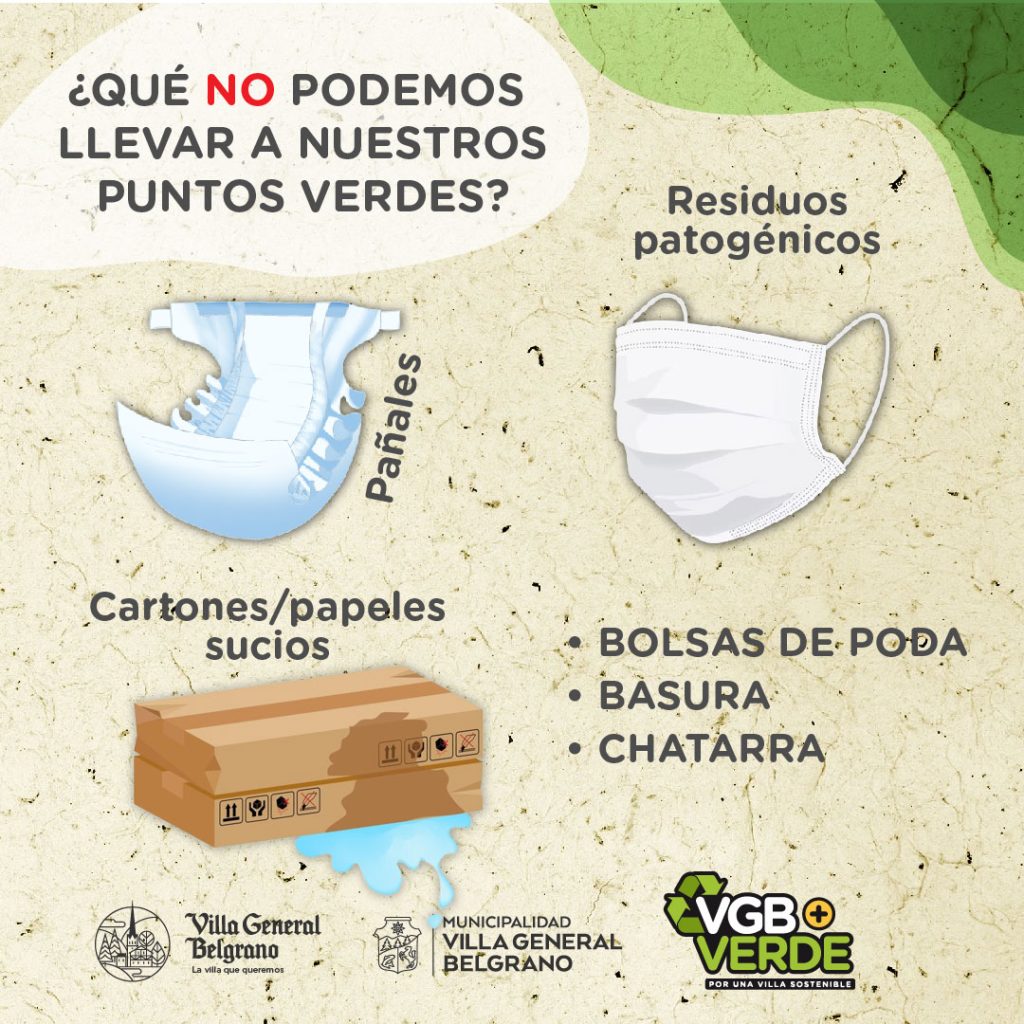 ¿QUÉ NO PODEMOS
LLEVAR A NUESTROS
PUNTOS VERDES?
Residuos
patogénicos
Pañales
Cartones/papeles
sucios
• BOLSAS DE PODA
• BASURA
• CHATARRA
Villa General
Belgrano
La villa que queremos
MUNICIPALIDAD
VILLA GENERAL
BELGRANO
VGB+
VERDE
POR UNA VILLA SOSTENIBLE